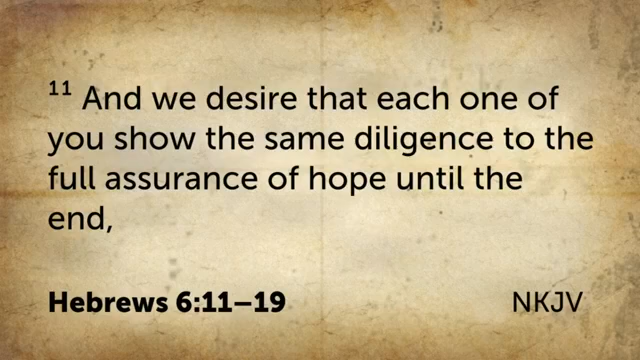 11 And we desire that each one of
you show the same diligence to the
full assurance of hope until the
end,
Hebrews 6:11–19 NKJV